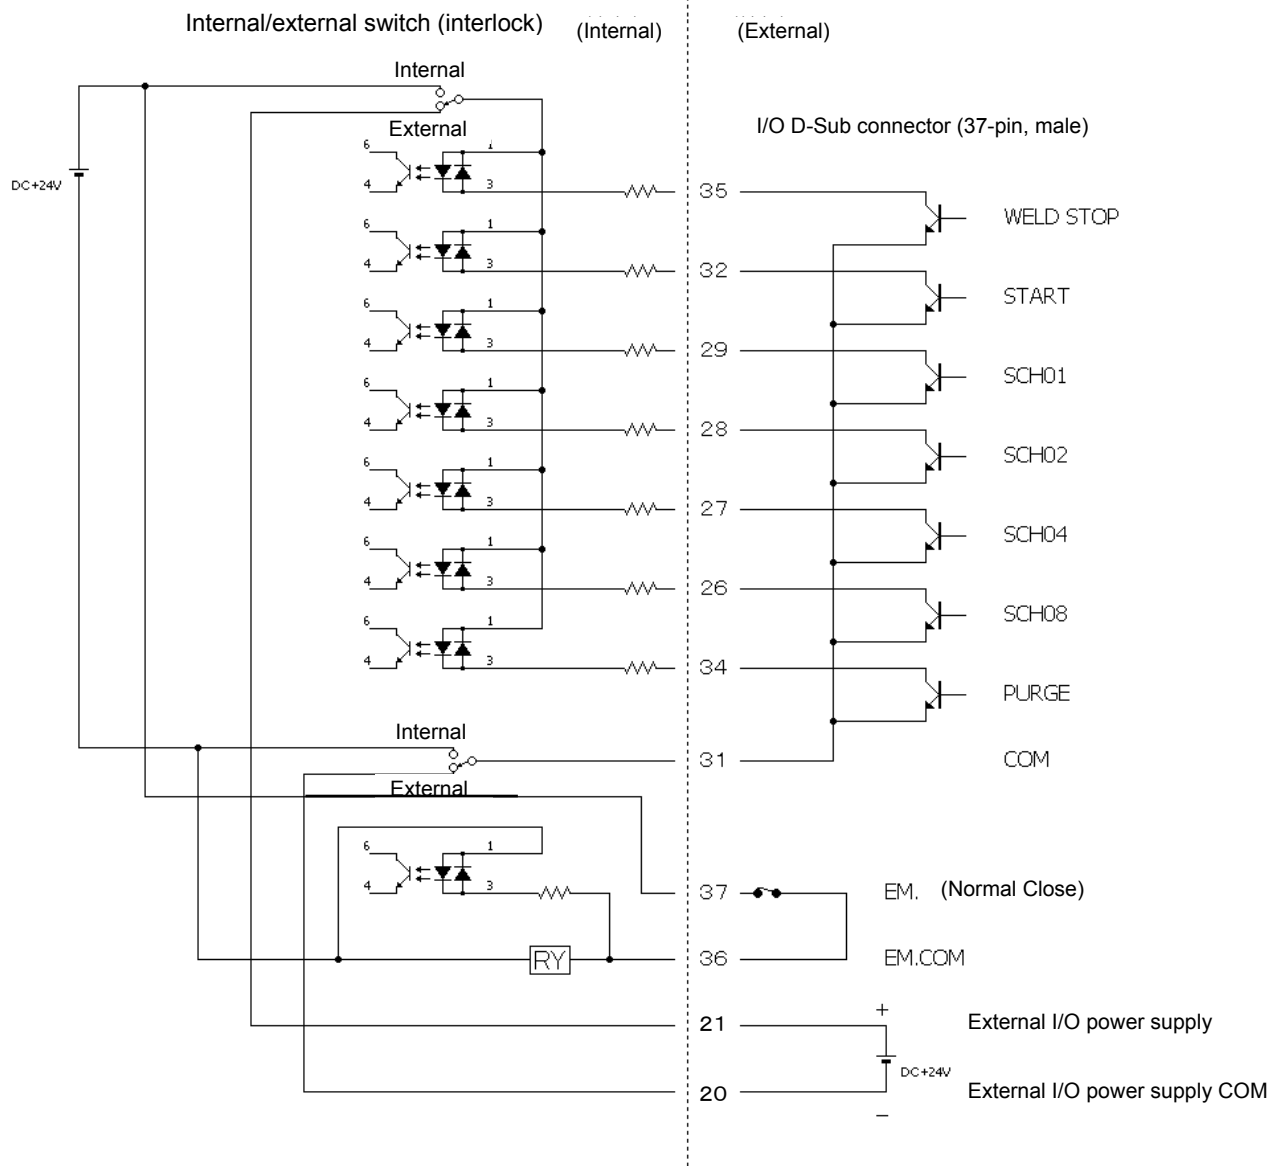 Internal/external switch (interlock)
(Internal)
(External)
Internal
External
I/O D-Sub connector (37-pin, male)
DC+24V
6 1
4 3 35 WELD STOP
6 1
4 3 32 START
6 1
4 3 29 SCH01
6 1
4 3 28 SCH02
6 1
4 3 27 SCH04
6 1
4 3 26 SCH08
6 1
4 3 34 PURGE
Internal
31 COM
External
6 1
4 3 37 EM. (Normal Close)
RY 36 EM.COM
+
21 External I/O power supply
DC+24V
20 External I/O power supply COM
−